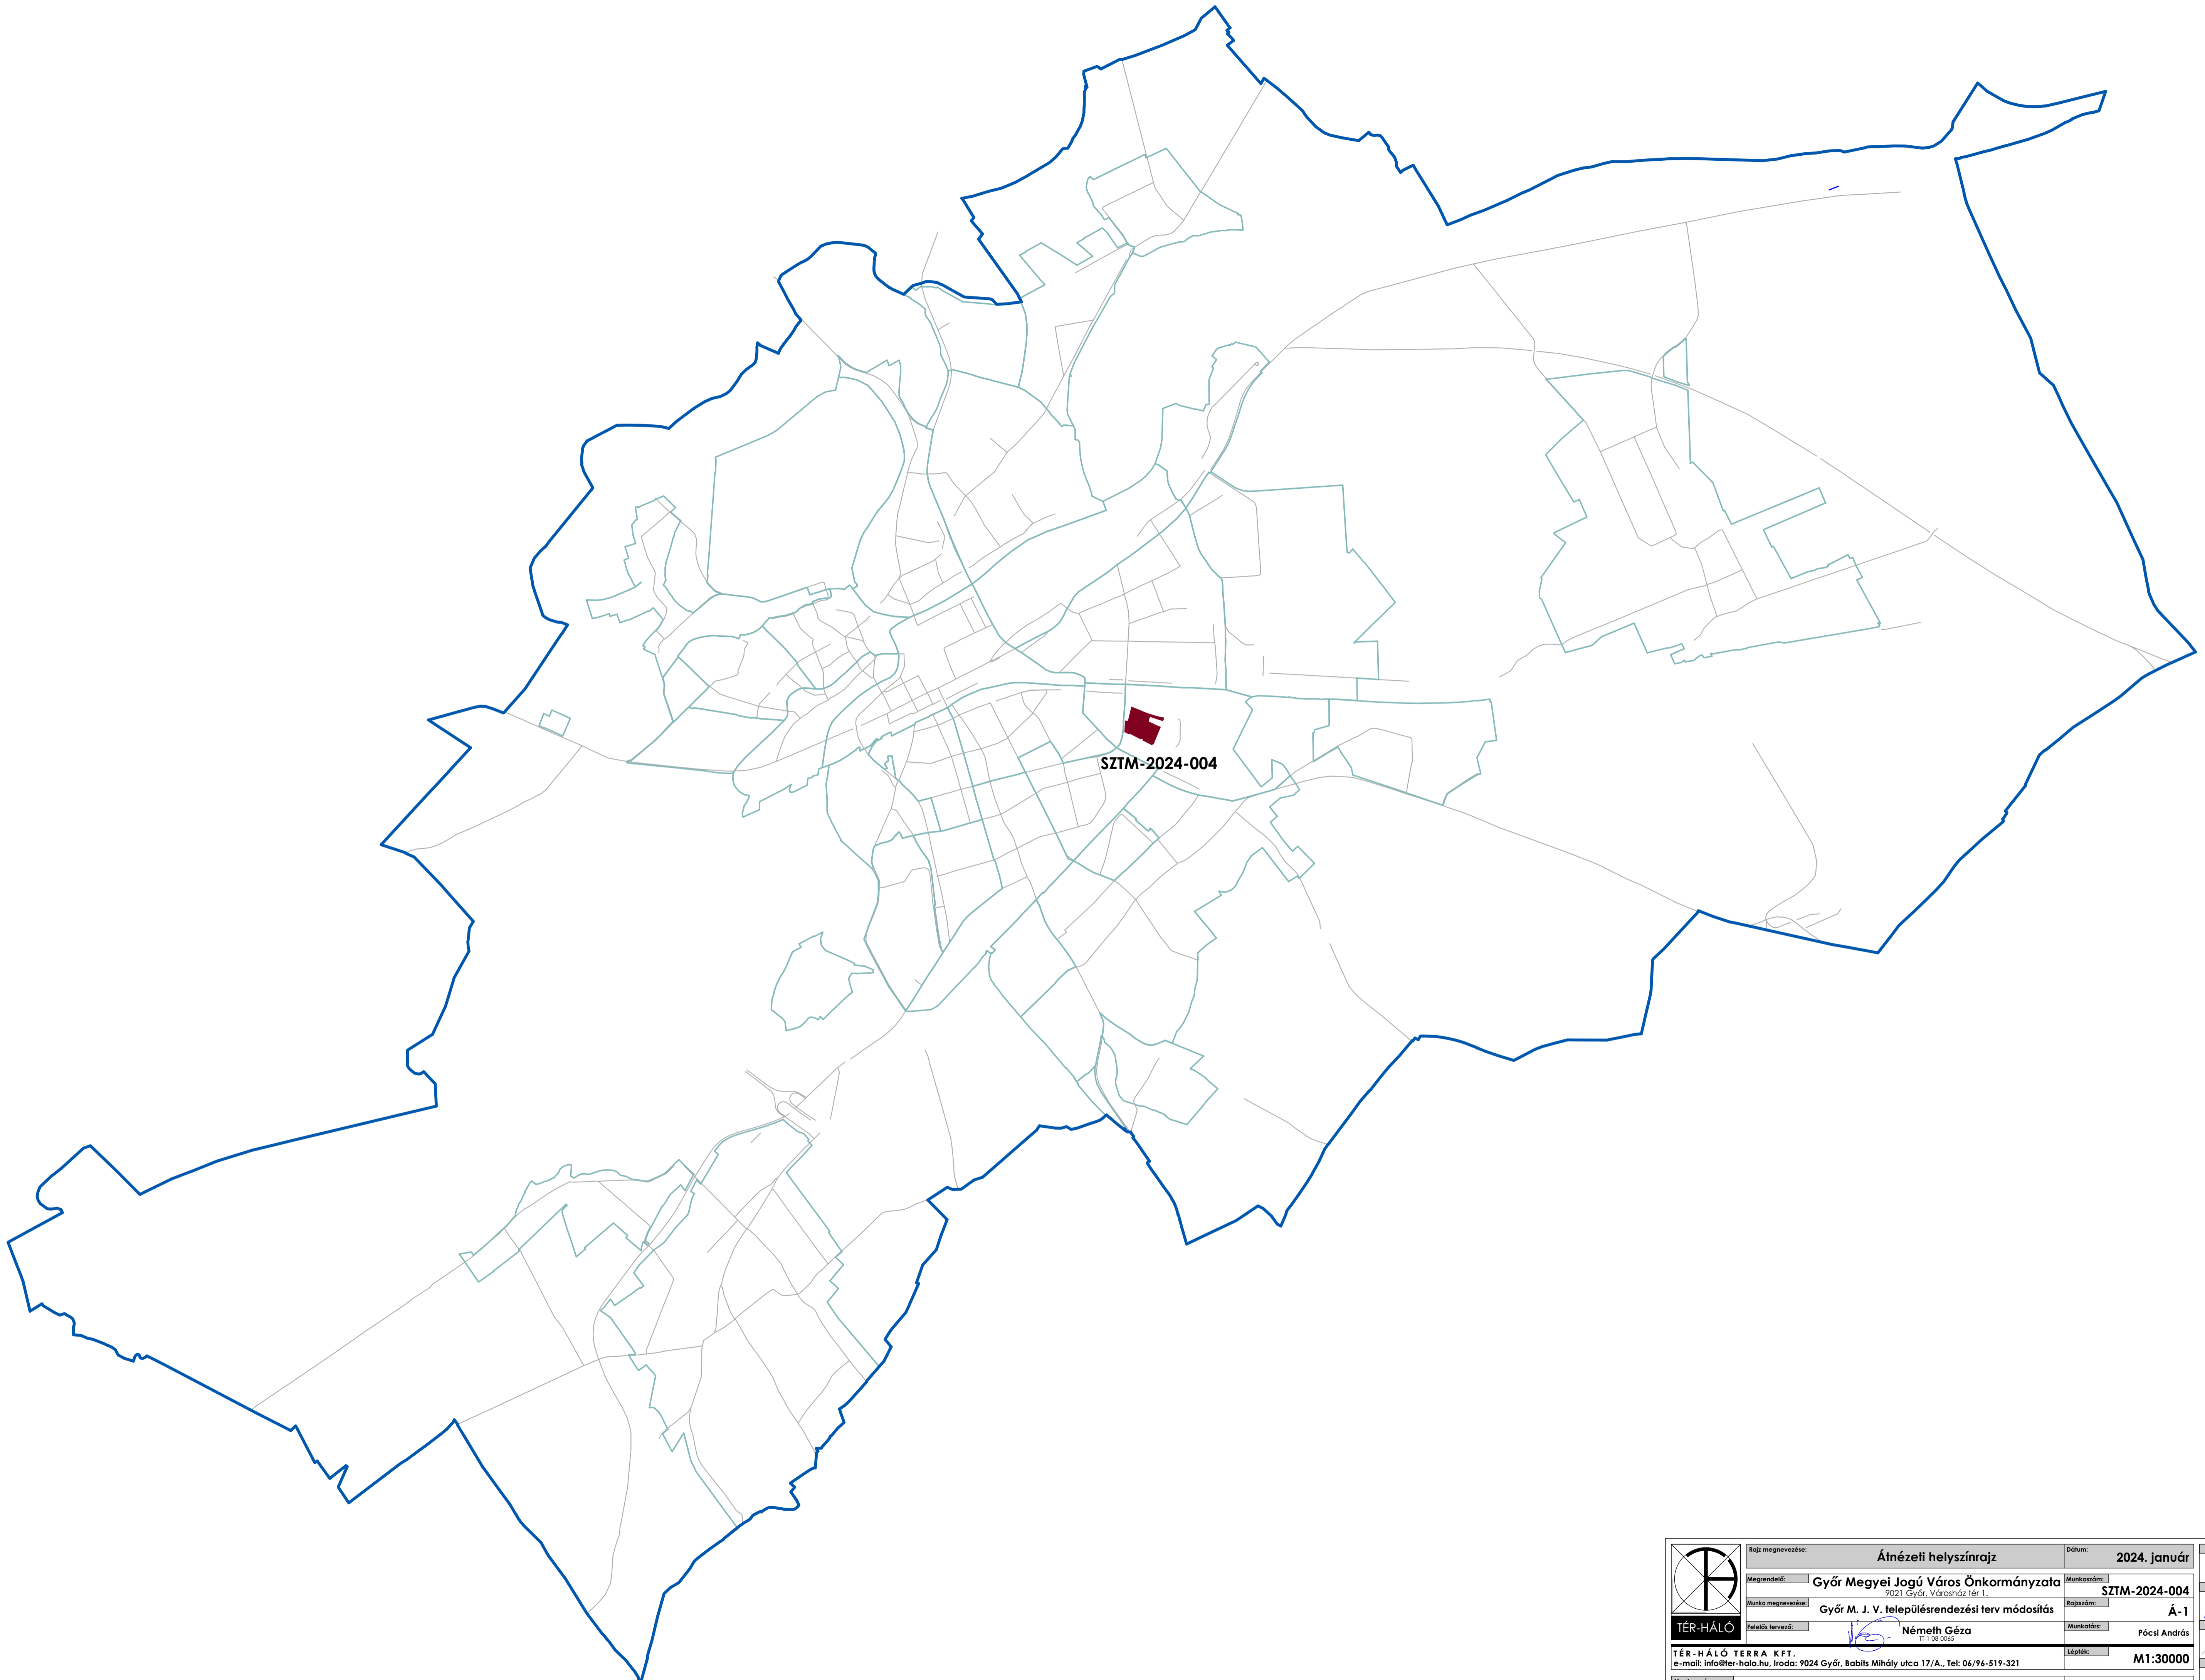 SZTM-2024-004
Rajz megnevezése:
Átnézeti helyszínrajz
Dátum:
2024. január
Megrendelő:
Győr Megyei Jogú Város Önkormányzata
9021 Győr, Városház tér 1.
Munkaszám:
SZTM-2024-004
Munka megnevezése:
Győr M. J. V. településrendezési terv módosítás
Rajzszám:
Á-1
TÉR-HÁLÓ
Felelős tervező:
Németh Géza
TT-1 08-0065
Munkatárs:
Pócsi András
TÉR-HÁLÓ TERRA KFT.
e-mail: info@ter-halo.hu, Iroda: 9024 Győr, Babits Mihály utca 17/A., Tel: 06/96-519-321
Lépték:
M1:30000